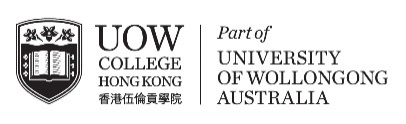 UOW
COLLEGE
HONG KONG
香港伍倫貢學院
Part of
UNIVERSITY
OF WOLLONGONG
AUSTRALIA